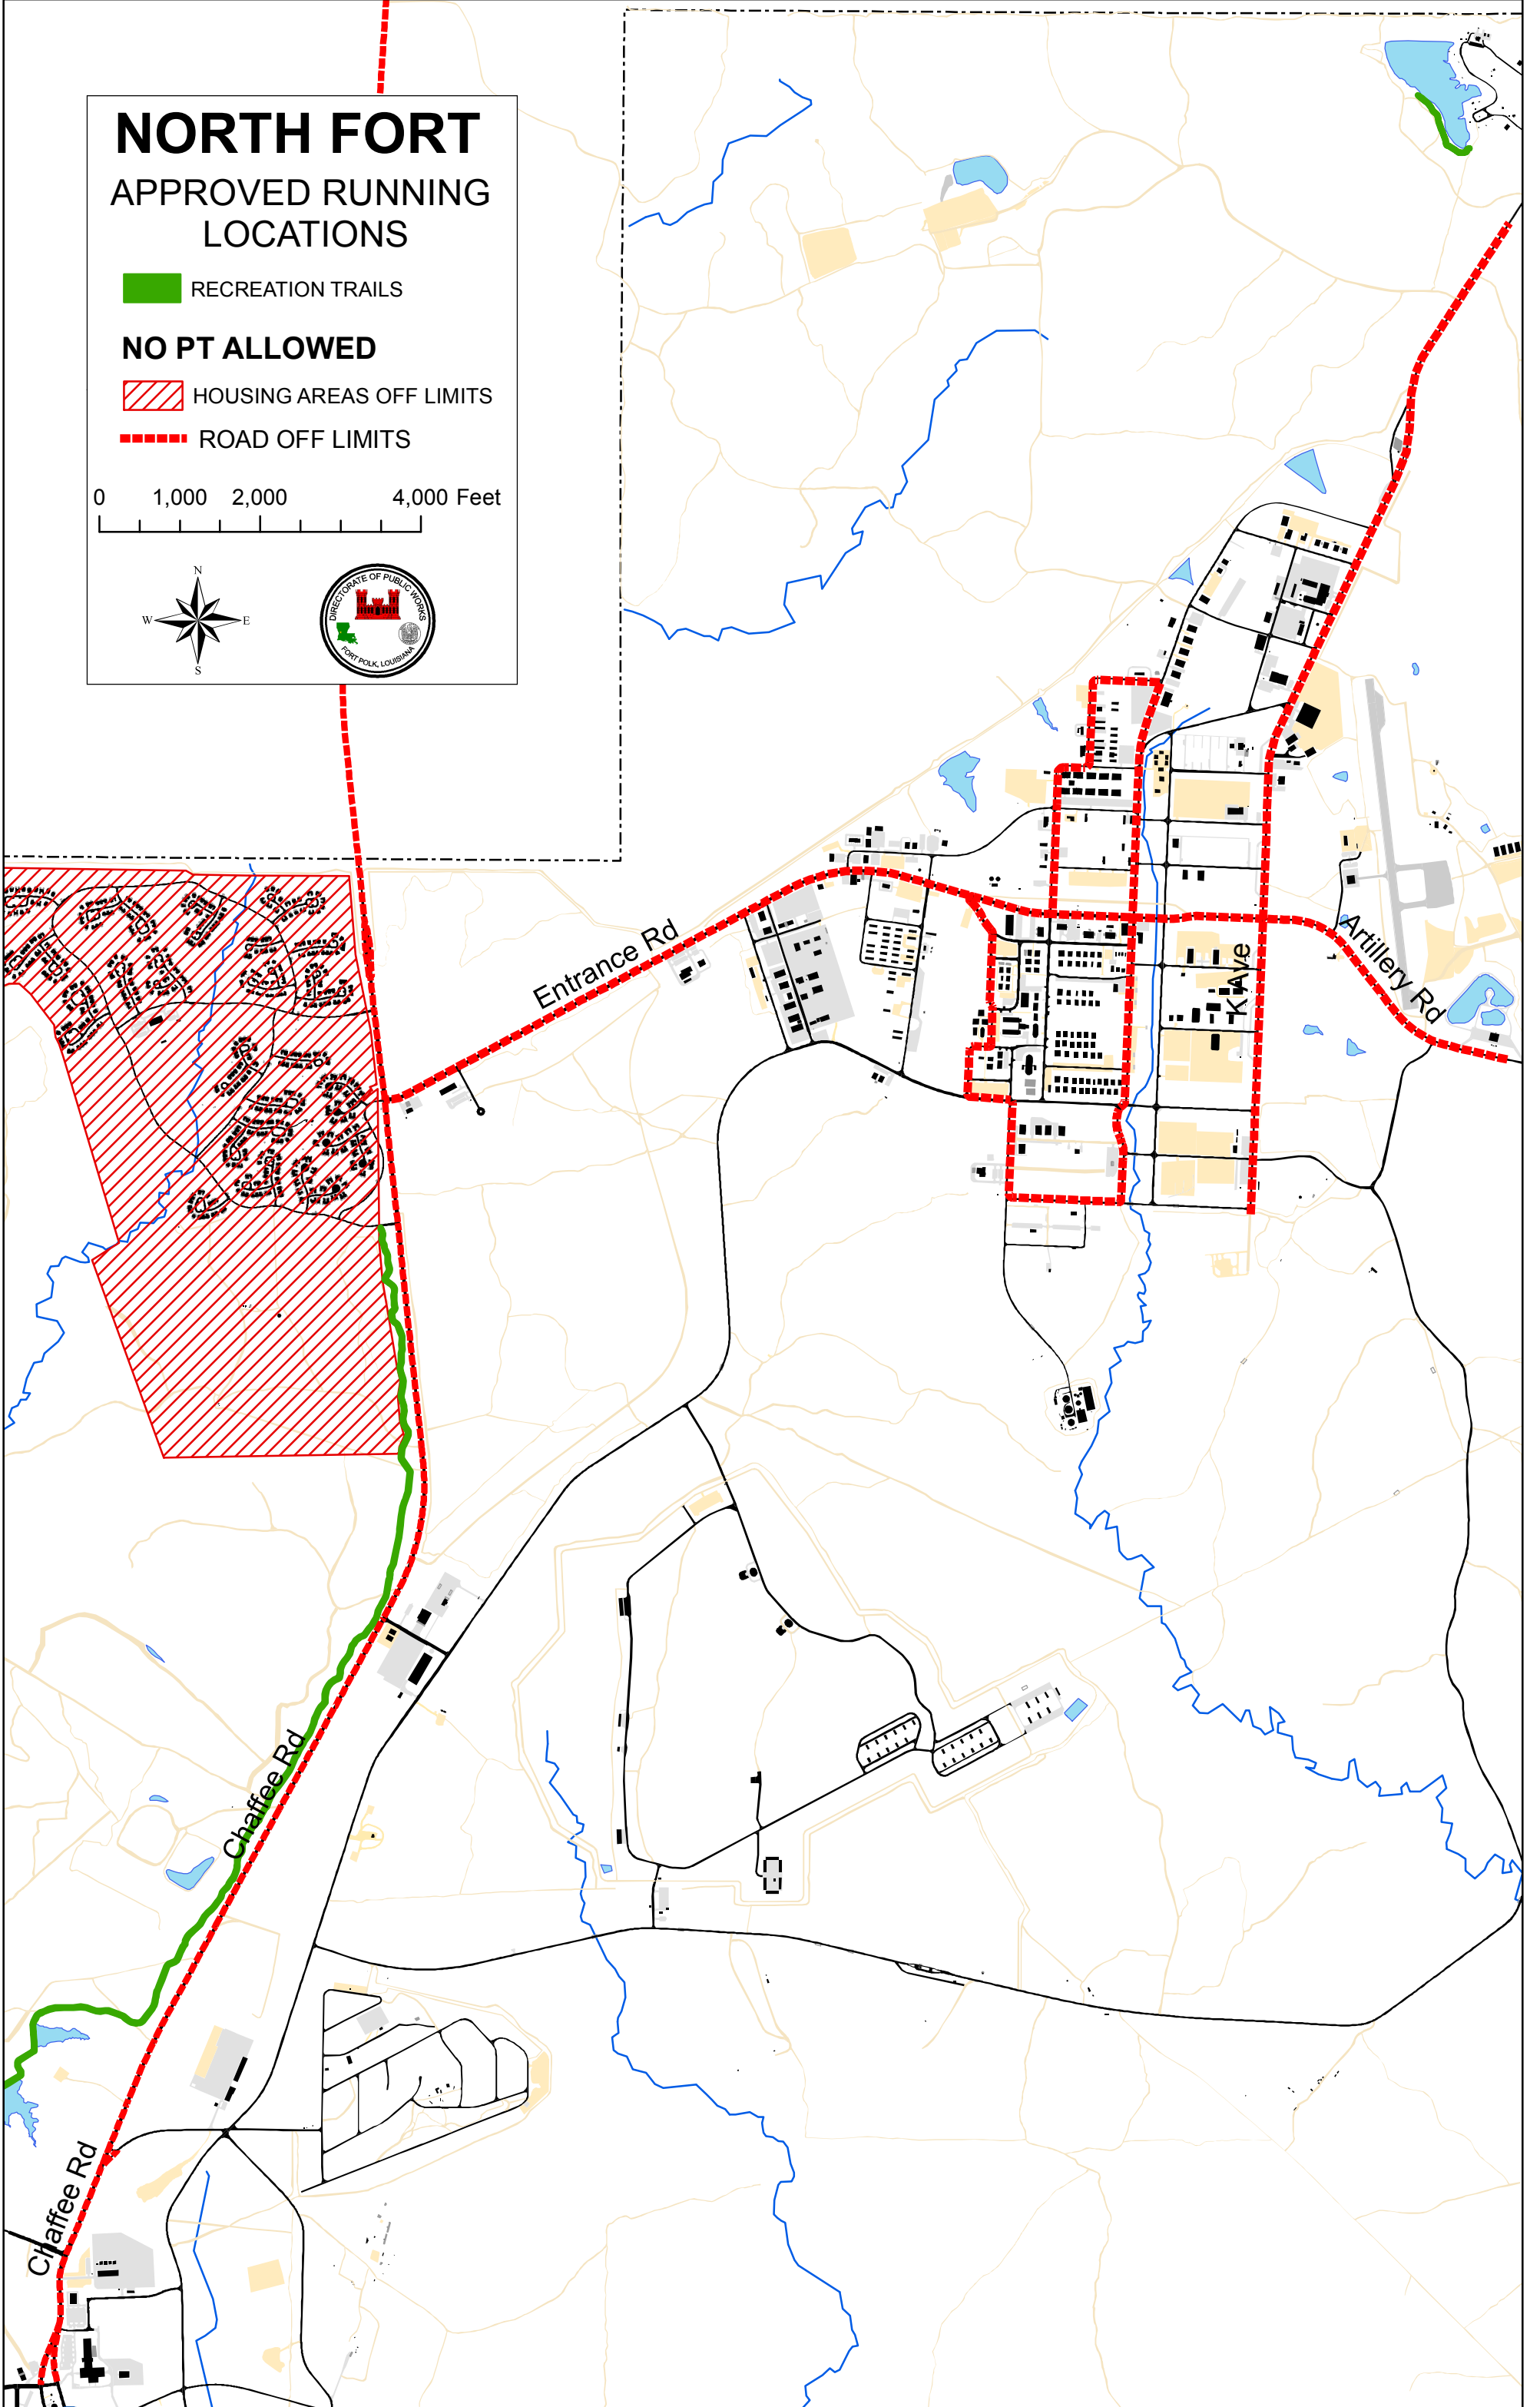 NORTH FORT
APPROVED RUNNING
LOCATIONS
RECREATION TRAILS
NO PT ALLOWED
HOUSING AREAS OFF LIMITS
ROAD OFF LIMITS
0 1,000 2,000 4,000 Feet
N
W E
S
DIRECTORATE OF PUBLIC WORKS
FORT POLK, LOUISIANA
Entrance Rd
K Ave
Artillery Rd
Chaffee Rd
Chaffee Rd